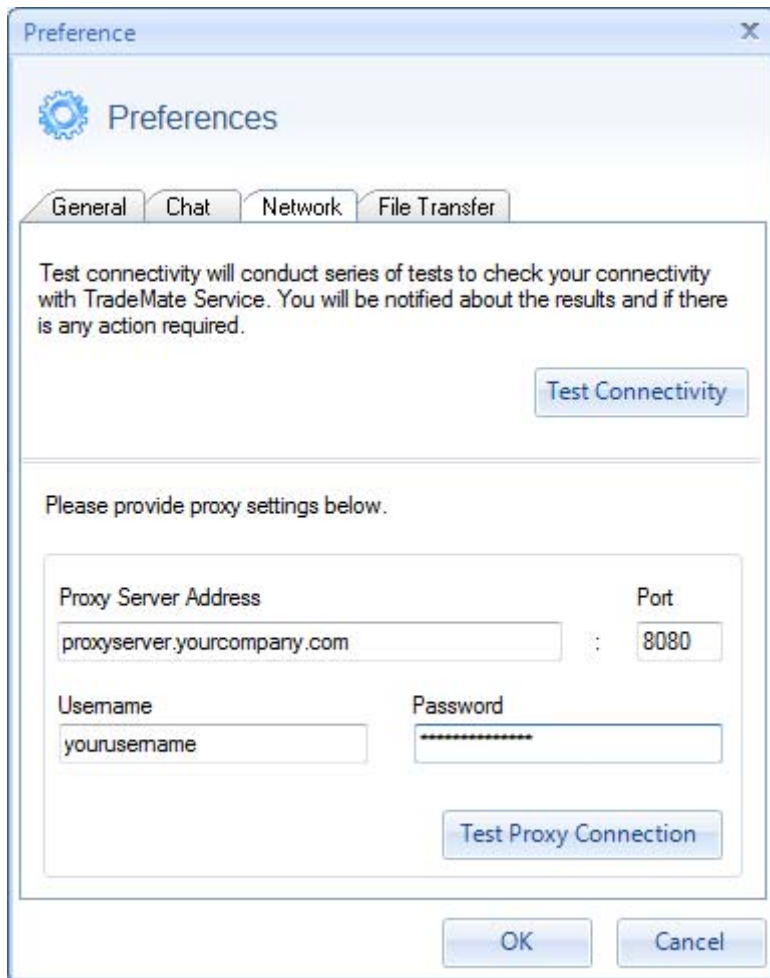 Preference
Preferences
General Chat Network File Transfer
Test connectivity will conduct series of tests to check your connectivity
with TradeMate Service. You will be notified about the results and if there
is any action required.
Test Connectivity
Please provide proxy settings below.
Proxy Server Address Port
proxyserver.yourcompany.com : 8080
Username Password
yourusername **************
Test Proxy Connection
OK Cancel